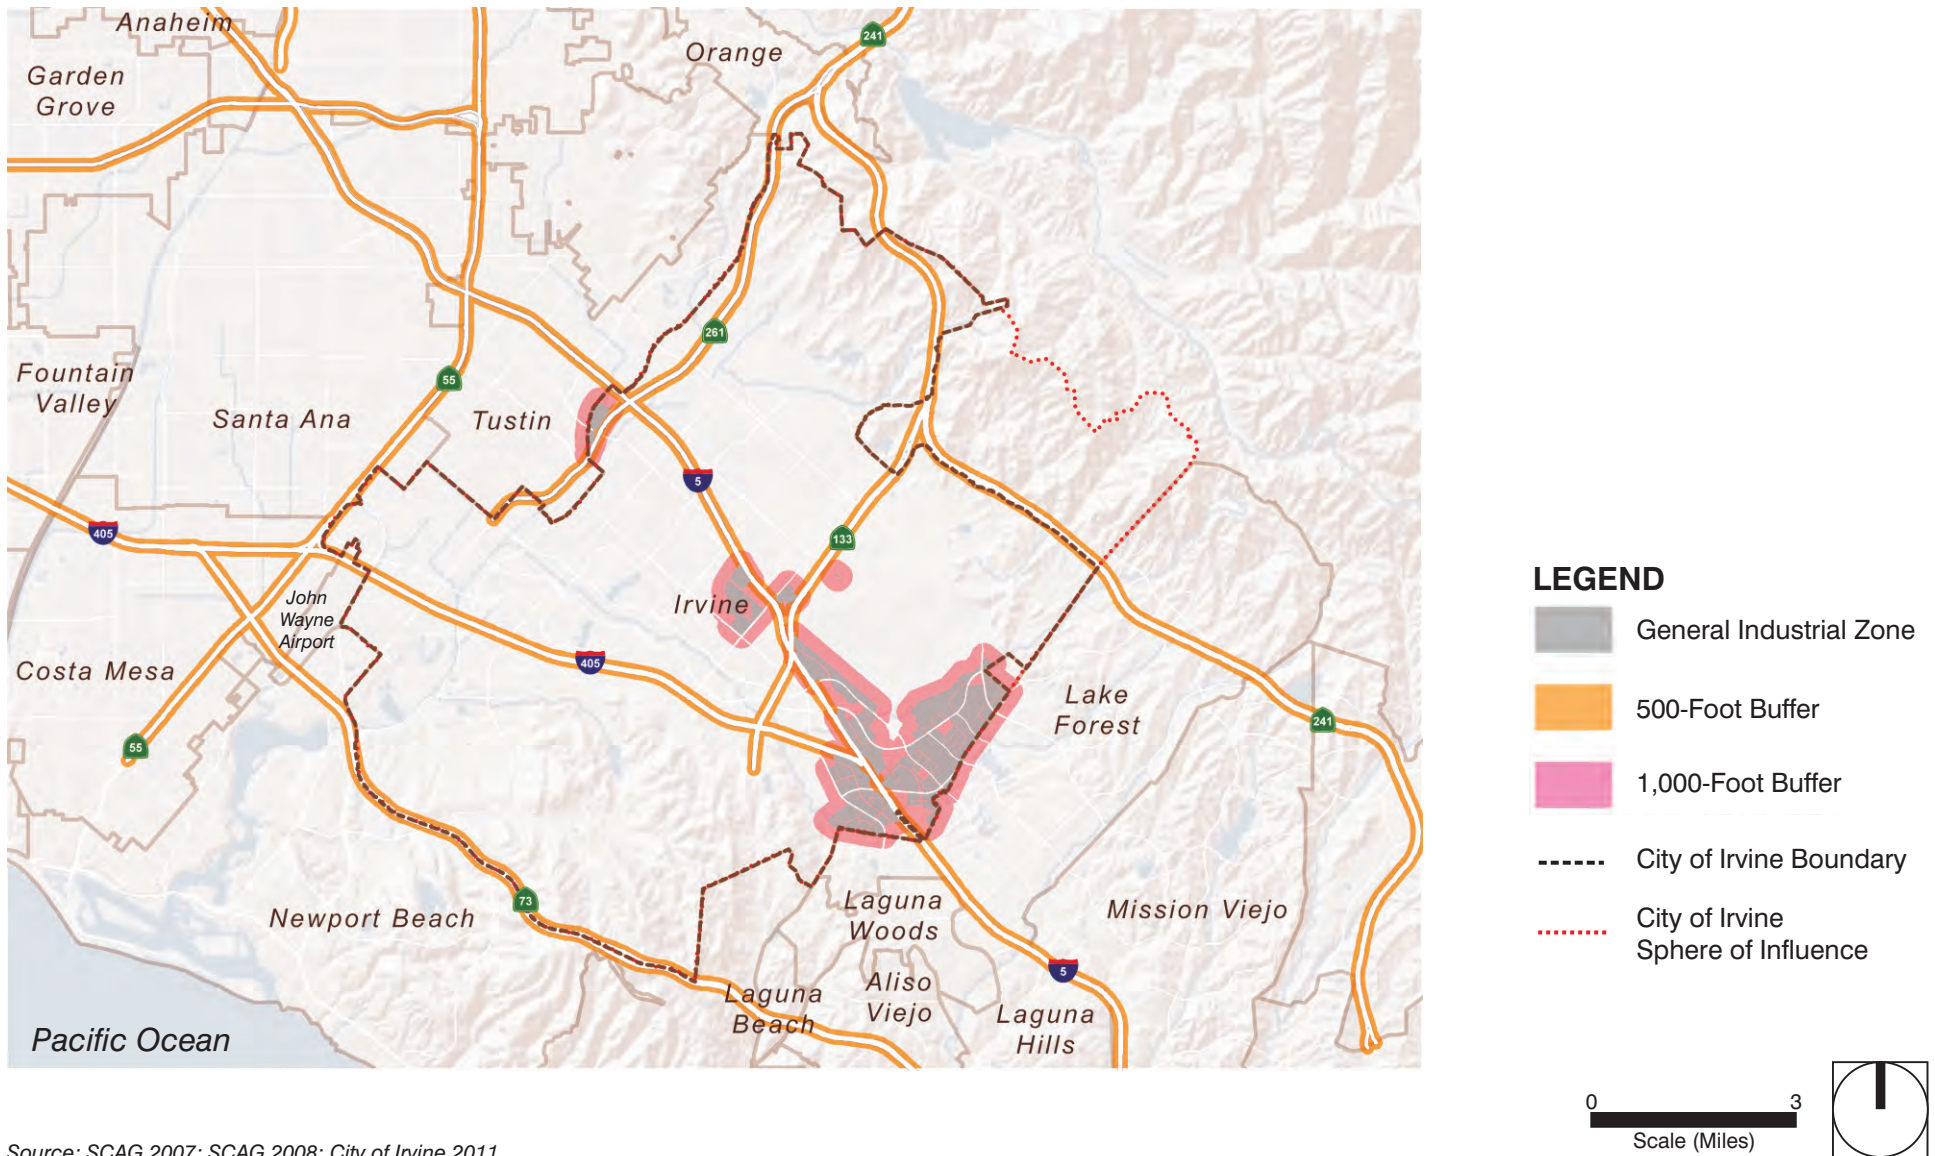 Anaheim
Orange
241
Garden
Grove
261
Fountain
Valley
55
Santa Ana
Tustin
5
405
133
John
Wayne
Airport
Irvine
405
Costa Mesa
Lake
Forest
55
241
Newport Beach
73
Laguna
Woods
Mission Viejo
5
Laguna
Beach
Aliso
Viejo
Laguna
Hills
Pacific Ocean
LEGEND
General Industrial Zone
500-Foot Buffer
1,000-Foot Buffer
City of Irvine Boundary
City of Irvine
Sphere of Influence
0 3
Scale (Miles)
Source: SCAG 2007; SCAG 2008; City of Irvine 2011